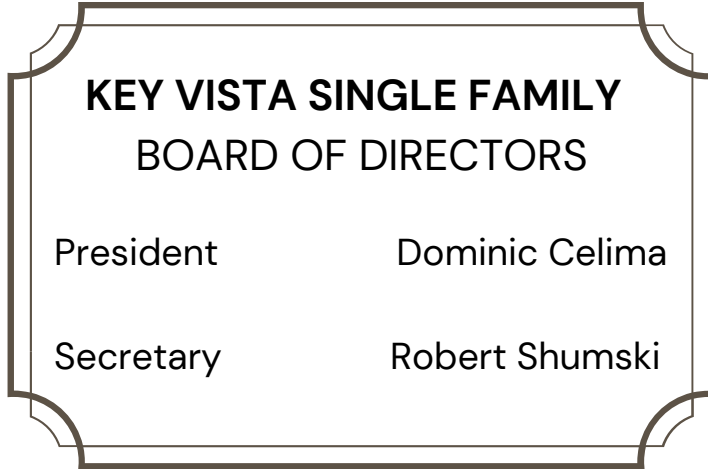 KEY VISTA SINGLE FAMILY
BOARD OF DIRECTORS
President Dominic Celima
Secretary Robert Shumski